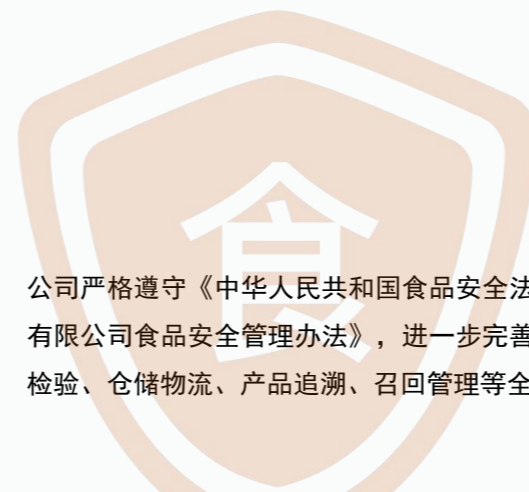 食
公司严格遵守《中华人民共和国食品安全法
有限公司食品安全管理办法》，进一步完善
检验、仓储物流、产品追溯、召回管理等全